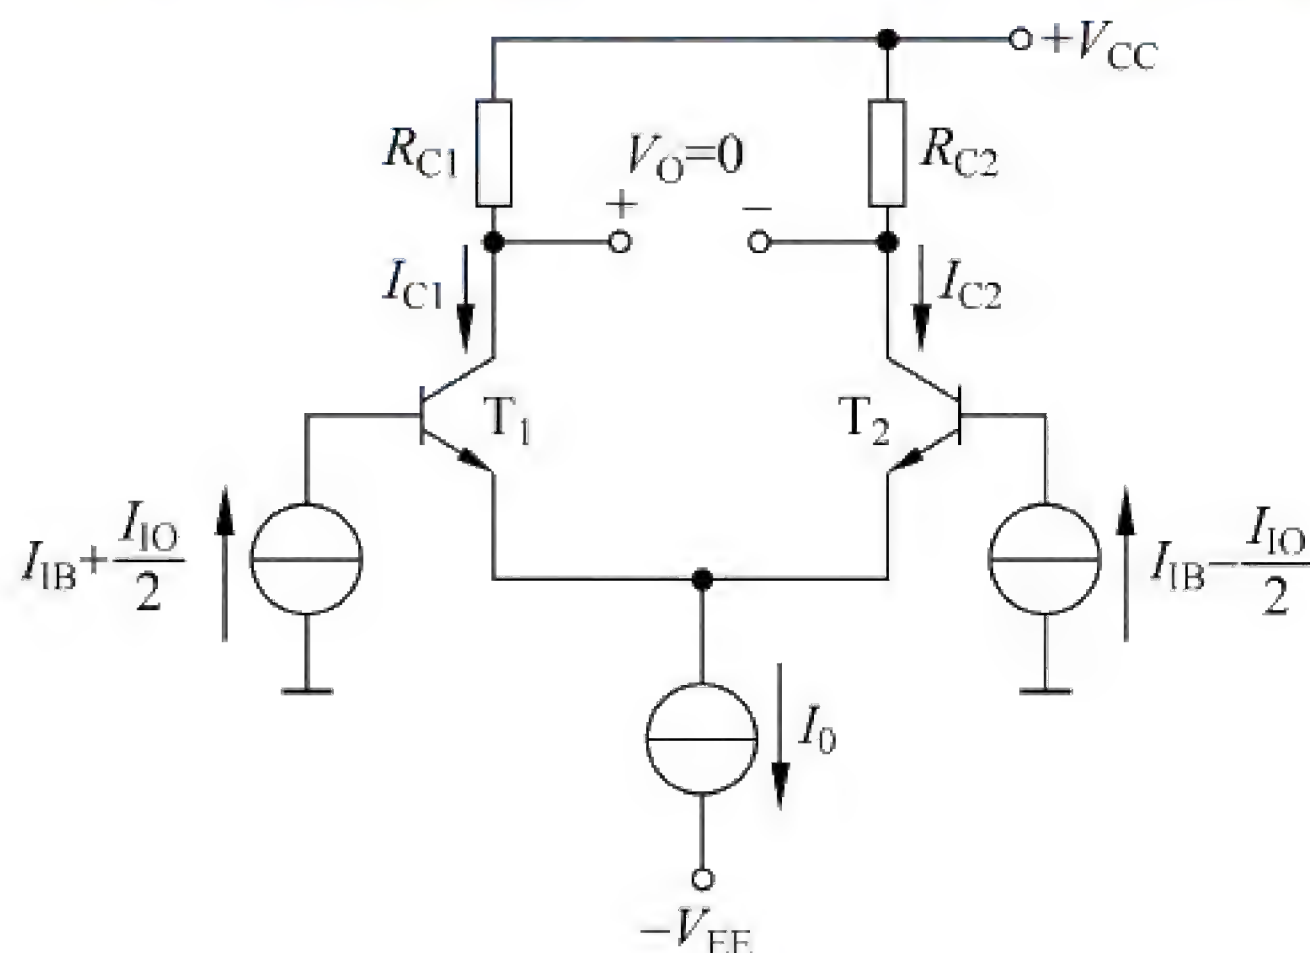 +V_CC
R_C1
V_O=0
R_C2
+
−
I_C1
I_C2
T_1
T_2
I_IB+I_IO/2
I_IB−I_IO/2
I_0
−V_EE